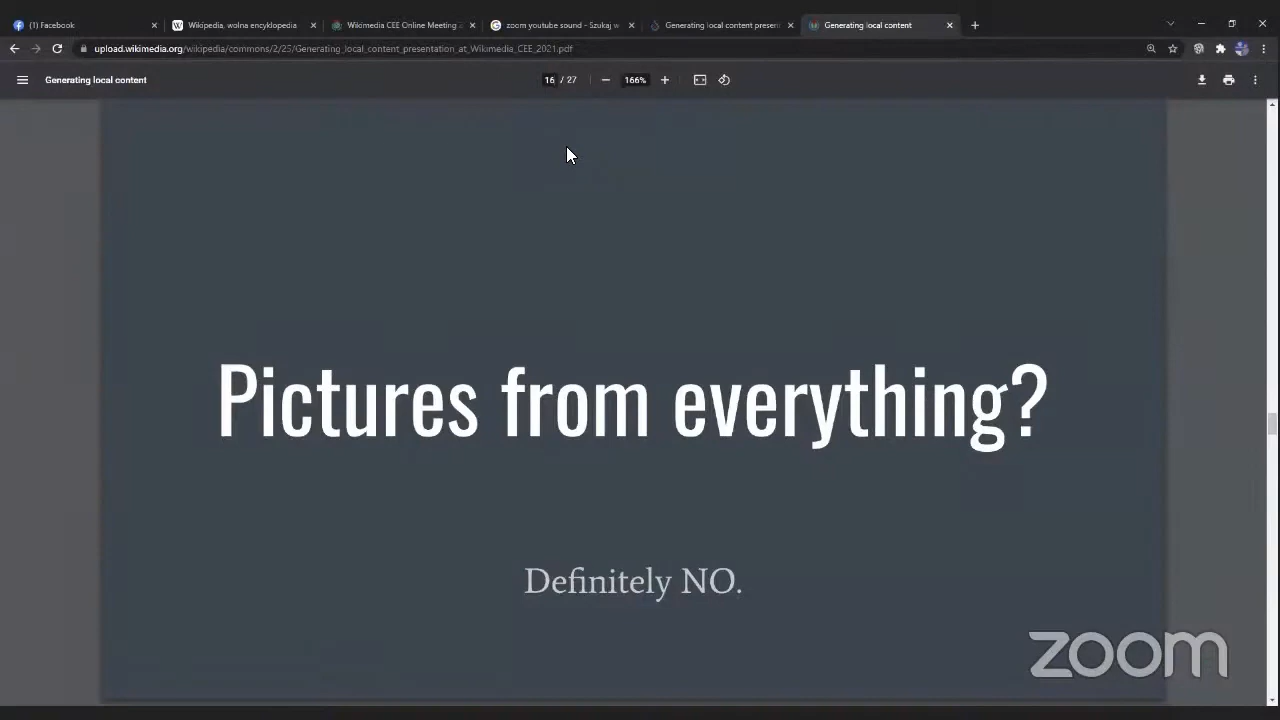 (1) Facebook
Wikipedia, wolna encyklopedia
Wikimedia CEE Online Meeting
zoom youtube sound - Szukaj w
Generating local content presen
Generating local content
upload.wikimedia.org/wikipedia/commons/2/25/Generating_local_content_presentation_at_Wikimedia_CEE_2021.pdf
Generating local content
16 / 27
166%
Pictures from everything?
Definitely NO.
zoom